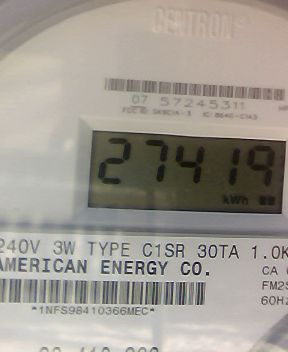 CENTRON®
07 57245311
27419
kWh
240V 3W TYPE C1SR 30TA 1.0K
AMERICAN ENERGY CO.
CA
FM2S
60Hz
*1NFS98410366MEC*